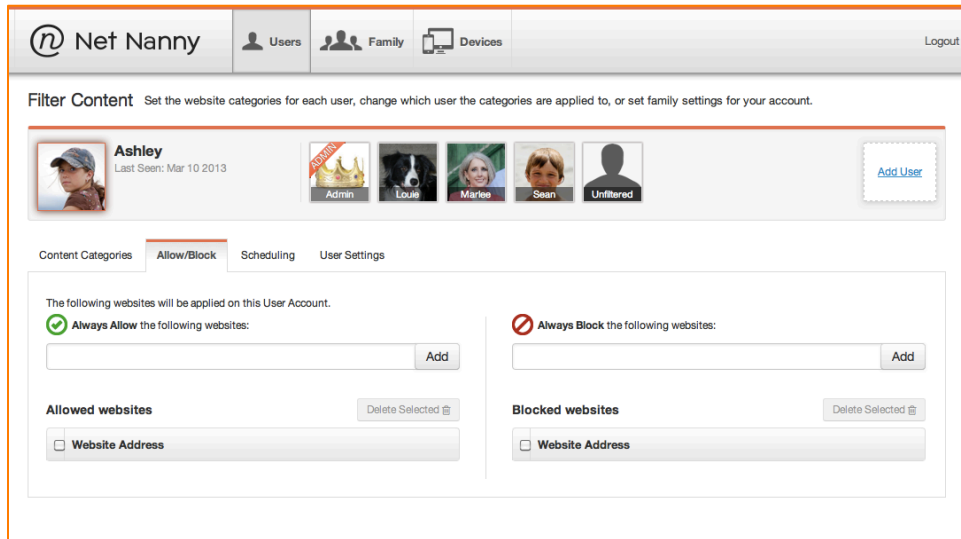 Net Nanny
Users
Family
Devices
Logout
Filter Content Set the website categories for each user, change which user the categories are applied to, or set family settings for your account.
Ashley
Last Seen: Mar 10 2013
ADMIN
Admin
Louie
Marlee
Sean
Unfiltered
Add User
Content Categories
Allow/Block
Scheduling
User Settings
The following websites will be applied on this User Account.
Always Allow the following websites:
Add
Allowed websites
Delete Selected
Website Address
Always Block the following websites:
Add
Blocked websites
Delete Selected
Website Address